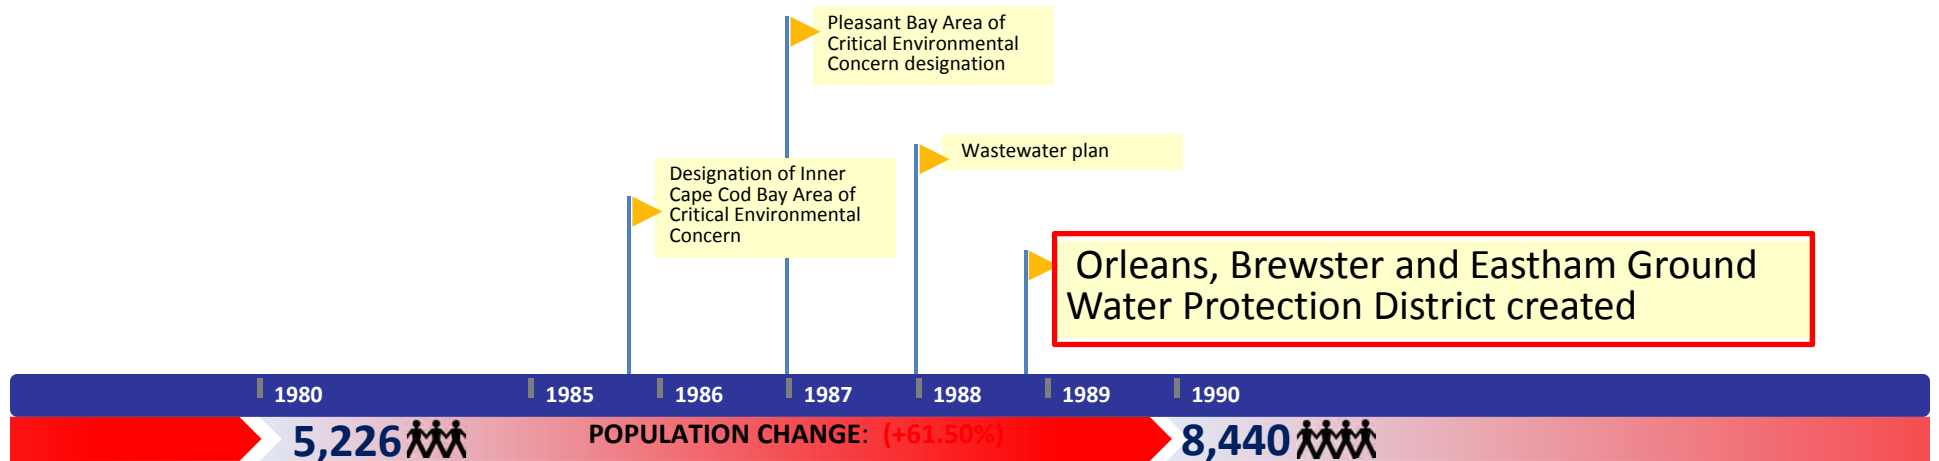 Pleasant Bay Area of
Critical Environmental
Concern designation
Wastewater plan
Designation of Inner
Cape Cod Bay Area of
Critical Environmental
Concern
Orleans, Brewster and Eastham Ground
Water Protection District created
1980 1985 1986 1987 1988 1989 1990
5,226 POPULATION CHANGE: (+61.50%) 8,440